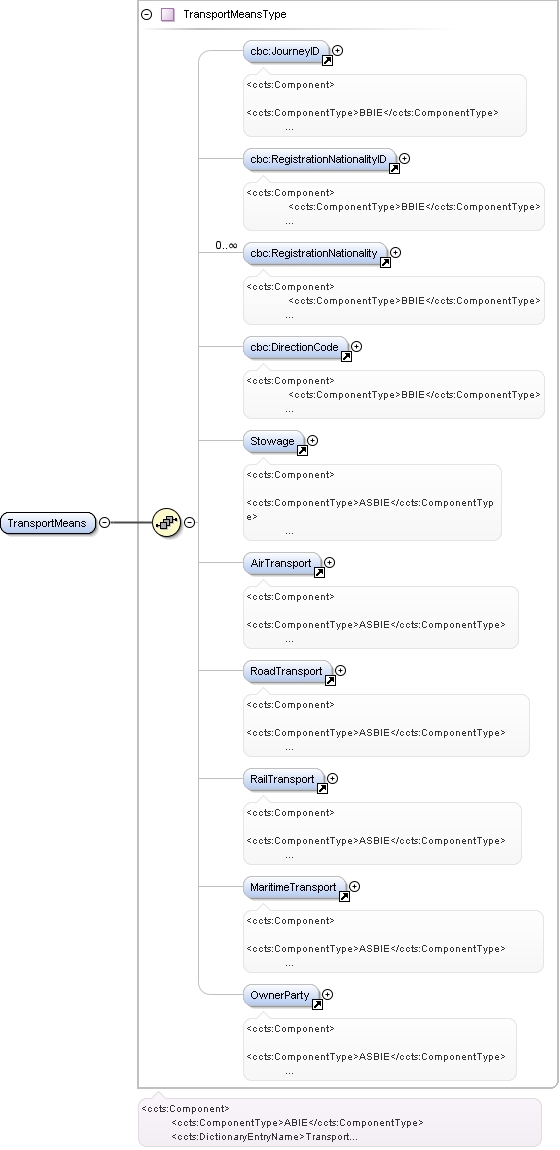 TransportMeansType
cbc:JourneyID
<ccts:Component>
<ccts:ComponentType>BBIE</ccts:ComponentType>
...
cbc:RegistrationNationalityID
<ccts:Component>
<ccts:ComponentType>BBIE</ccts:ComponentType>
...
0..∞
cbc:RegistrationNationality
<ccts:Component>
<ccts:ComponentType>BBIE</ccts:ComponentType>
...
cbc:DirectionCode
<ccts:Component>
<ccts:ComponentType>BBIE</ccts:ComponentType>
...
Stowage
<ccts:Component>
<ccts:ComponentType>ASBIE</ccts:ComponentTyp
e>
...
TransportMeans
AirTransport
<ccts:Component>
<ccts:ComponentType>ASBIE</ccts:ComponentType>
...
RoadTransport
<ccts:Component>
<ccts:ComponentType>ASBIE</ccts:ComponentType>
...
RailTransport
<ccts:Component>
<ccts:ComponentType>ASBIE</ccts:ComponentType>
...
MaritimeTransport
<ccts:Component>
<ccts:ComponentType>ASBIE</ccts:ComponentType>
...
OwnerParty
<ccts:Component>
<ccts:ComponentType>ASBIE</ccts:ComponentType>
...
<ccts:Component>
<ccts:ComponentType>ABIE</ccts:ComponentType>
<ccts:DictionaryEntryName>Transport...